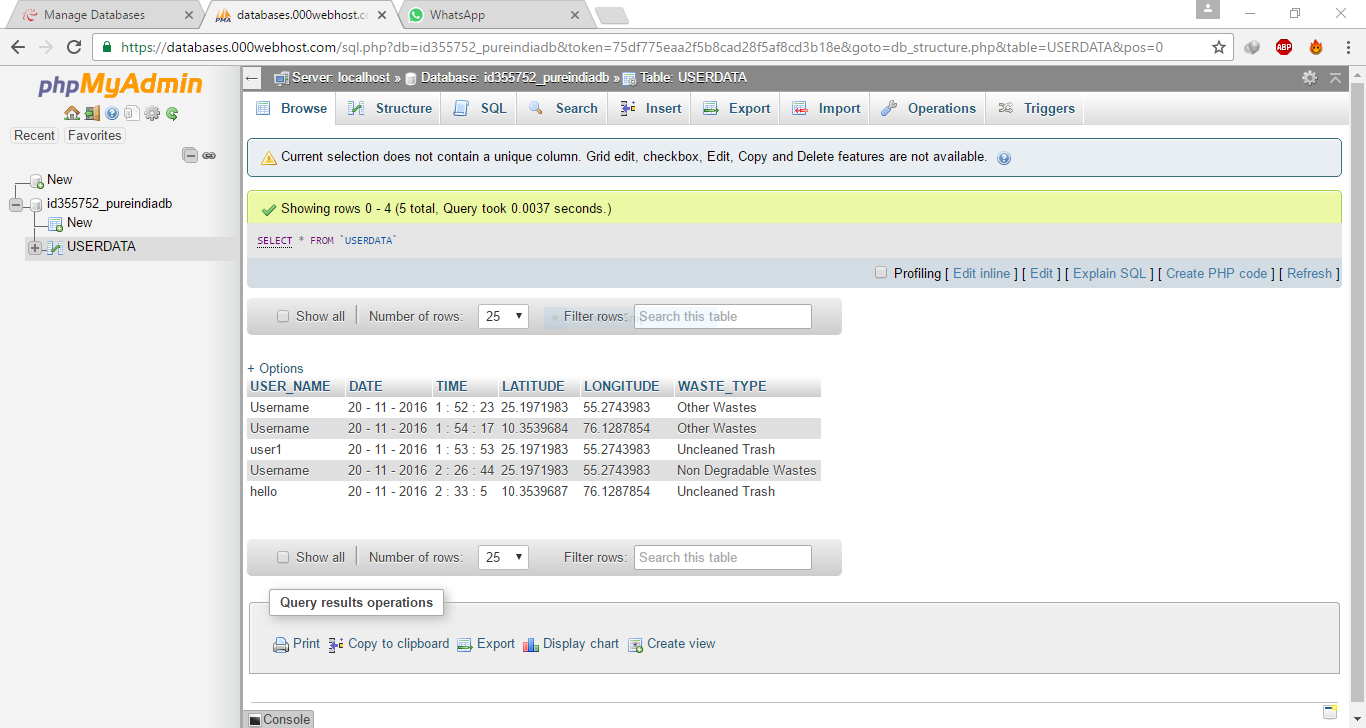 Manage Databases
databases.000webhost.co
WhatsApp
https://databases.000webhost.com/sql.php?db=id355752_pureindiadb&token=75df775eaa2f5b8cad28f5af8cd3b18e&goto=db_structure.php&table=USERDATA&pos=0
ABP
phpMyAdmin
Recent Favorites
New
id355752_pureindiadb
New
USERDATA
Server: localhost » Database: id355752_pureindiadb » Table: USERDATA
Browse Structure SQL Search Insert Export Import Operations Triggers
Current selection does not contain a unique column. Grid edit, checkbox, Edit, Copy and Delete features are not available.
Showing rows 0 - 4 (5 total, Query took 0.0037 seconds.)
SELECT * FROM `USERDATA`
Profiling [ Edit inline ] [ Edit ] [ Explain SQL ] [ Create PHP code ] [ Refresh ]
Show all Number of rows: 25 Filter rows: Search this table
+ Options
USER_NAME DATE TIME LATITUDE LONGITUDE WASTE_TYPE
Username 20 - 11 - 2016 1 : 52 : 23 25.1971983 55.2743983 Other Wastes
Username 20 - 11 - 2016 1 : 54 : 17 10.3539684 76.1287854 Other Wastes
user1 20 - 11 - 2016 1 : 53 : 53 25.1971983 55.2743983 Uncleaned Trash
Username 20 - 11 - 2016 2 : 26 : 44 25.1971983 55.2743983 Non Degradable Wastes
hello 20 - 11 - 2016 2 : 33 : 5 10.3539687 76.1287854 Uncleaned Trash
Show all Number of rows: 25 Filter rows: Search this table
Query results operations
Print Copy to clipboard Export Display chart Create view
Console